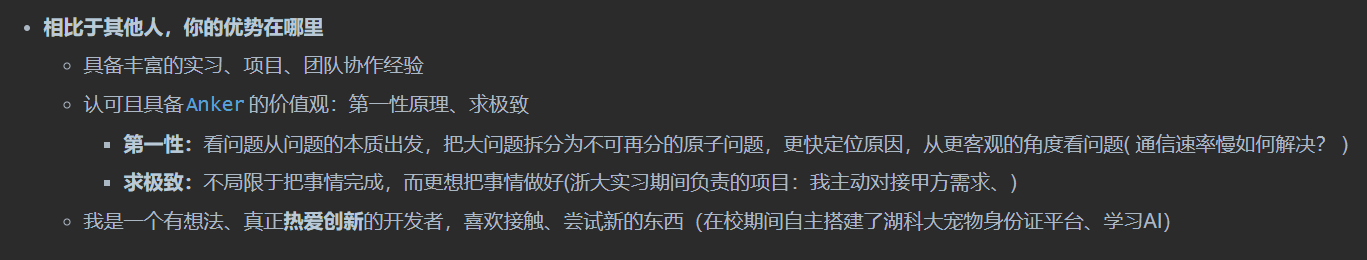 相比于其他人，你的优势在哪里
具备丰富的实习、项目、团队协作经验
认可且具备 Anker 的价值观：第一性原理、求极致
第一性：看问题从问题的本质出发，把大问题拆分为不可再分的原子问题，更快定位原因，从更客观的角度看问题( 通信速率慢如何解决？ )
求极致：不局限于把事情完成，而更想把事情做好(浙大实习期间负责的项目：我主动对接甲方需求、)
我是一个有想法、真正热爱创新的开发者，喜欢接触、尝试新的东西（在校期间自主搭建了湖科大宠物身份证平台、学习AI）